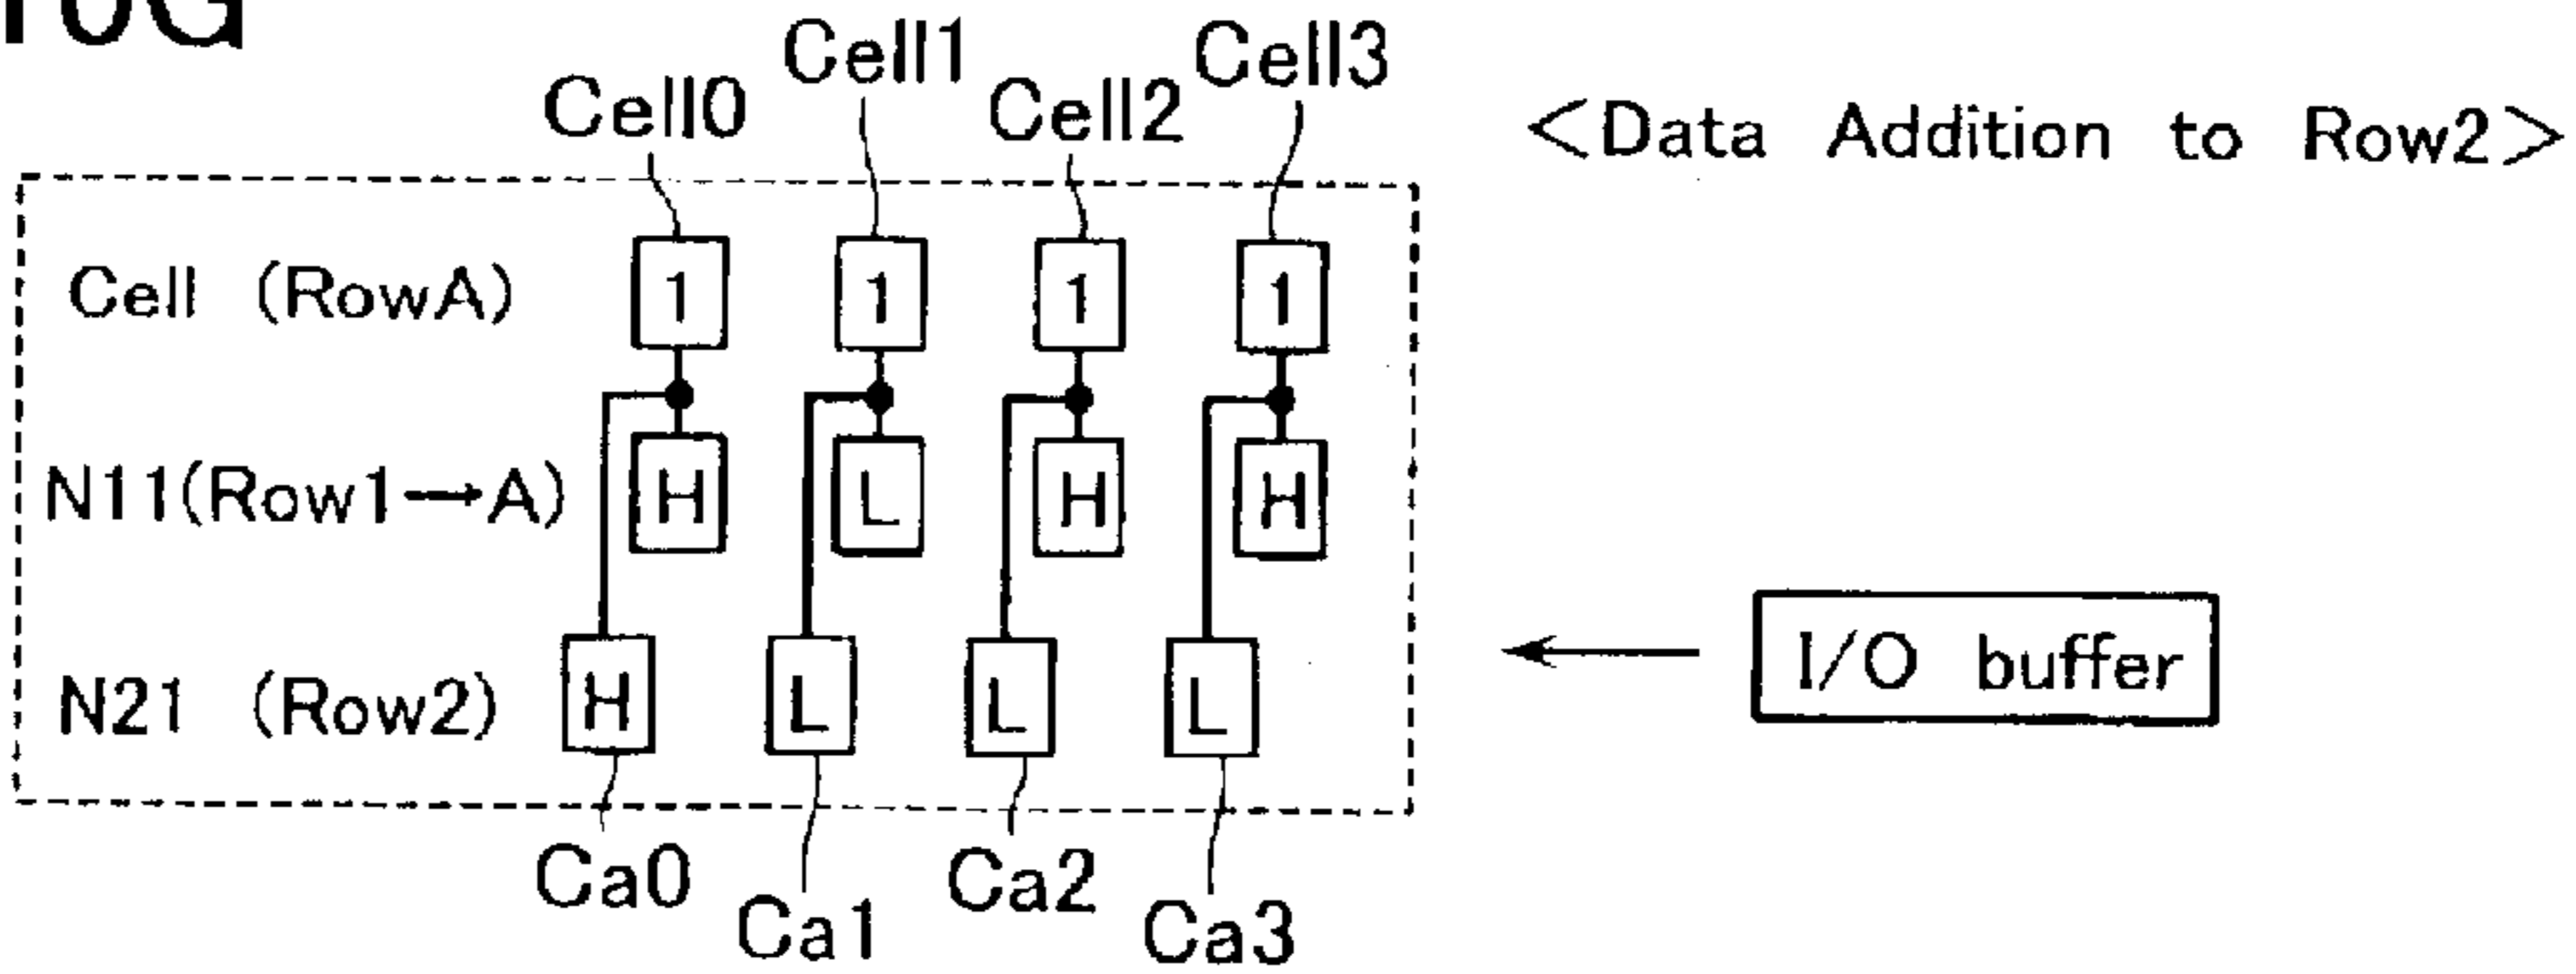 10G
Cell0 Cell1 Cell2 Cell3
<Data Addition to Row2>
Cell (RowA) 1 1 1 1
N11(Row1→A) H L H H
N21 (Row2) H L L L
I/O buffer
Ca0 Ca1 Ca2 Ca3